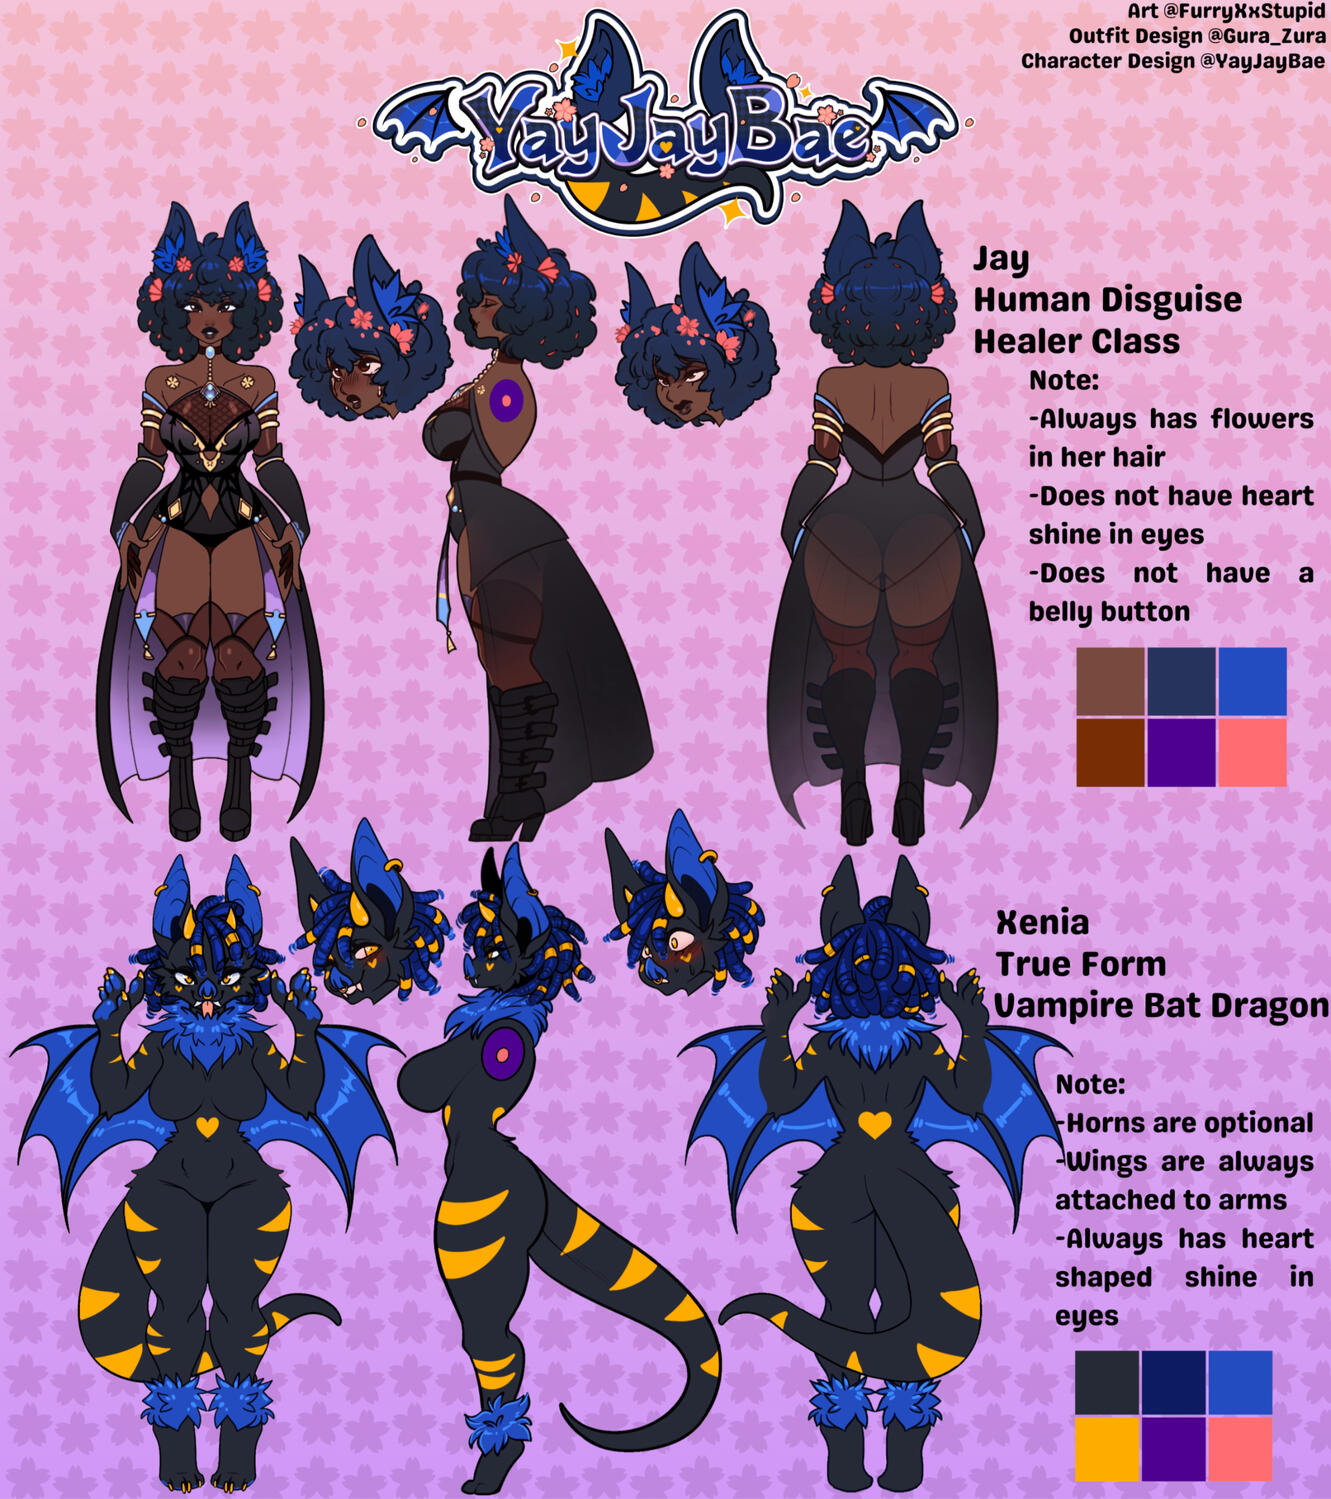 Art @FurryXxStupid
Outfit Design @Gura_Zura
Character Design @YayJayBae
YayJayBae
Jay
Human Disguise
Healer Class
Note:
-Always has flowers
in her hair
-Does not have heart
shine in eyes
-Does not have a
belly button
Xenia
True Form
Vampire Bat Dragon
Note:
-Horns are optional
-Wings are always
attached to arms
-Always has heart
shaped shine in
eyes